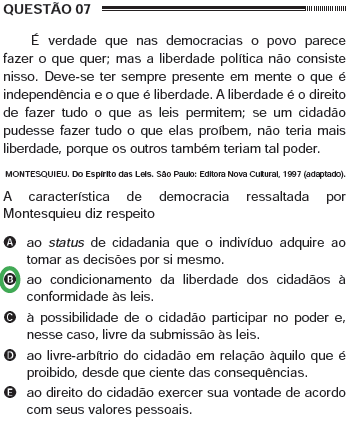 QUESTÃO 07
É verdade que nas democracias o povo parece
fazer o que quer; mas a liberdade política não consiste
nisso. Deve-se ter sempre presente em mente o que é
independência e o que é liberdade. A liberdade é o direito
de fazer tudo o que as leis permitem; se um cidadão
pudesse fazer tudo o que elas proíbem, não teria mais
liberdade, porque os outros também teriam tal poder.
MONTESQUIEU. Do Espírito das Leis. São Paulo: Editora Nova Cultural, 1997 (adaptado).
A característica de democracia ressaltada por
Montesquieu diz respeito
A ao status de cidadania que o indivíduo adquire ao
tomar as decisões por si mesmo.
B ao condicionamento da liberdade dos cidadãos à
conformidade às leis.
C à possibilidade de o cidadão participar no poder e,
nesse caso, livre da submissão às leis.
D ao livre-arbítrio do cidadão em relação àquilo que é
proibido, desde que ciente das consequências.
E ao direito do cidadão exercer sua vontade de acordo
com seus valores pessoais.